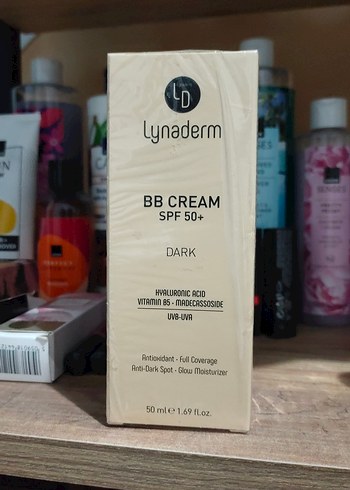 LD
Lynaderm
BB CREAM
SPF 50+
DARK
HYALURONIC ACID
VITAMIN B5 - MADECASSOSIDE
UVB-UVA
Antioxidant - Full Coverage
Anti-Dark Spot - Glow Moisturizer
50 ml e 1.69 fl.oz.
SENSES